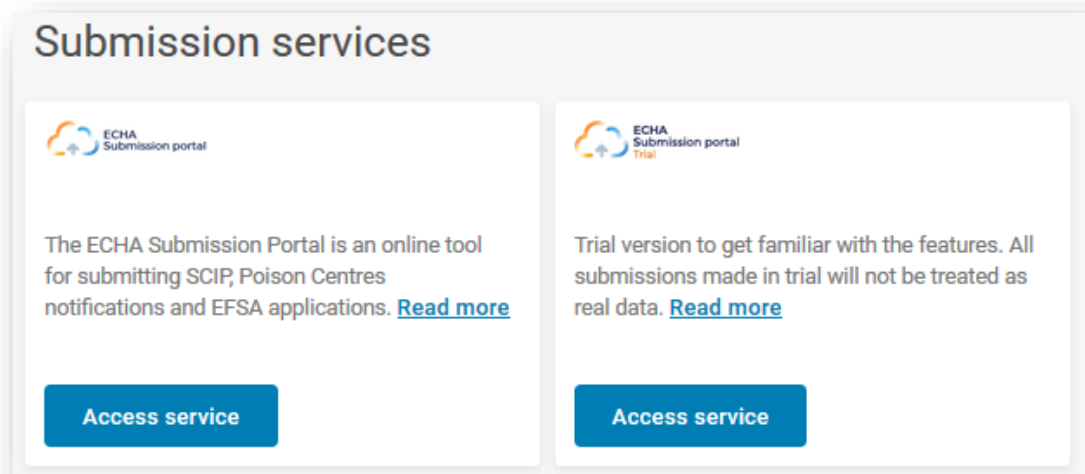 Submission services
ECHA
Submission portal
The ECHA Submission Portal is an online tool
for submitting SCIP, Poison Centres
notifications and EFSA applications. Read more
Access service
ECHA
Submission portal
Trial
Trial version to get familiar with the features. All
submissions made in trial will not be treated as
real data. Read more
Access service